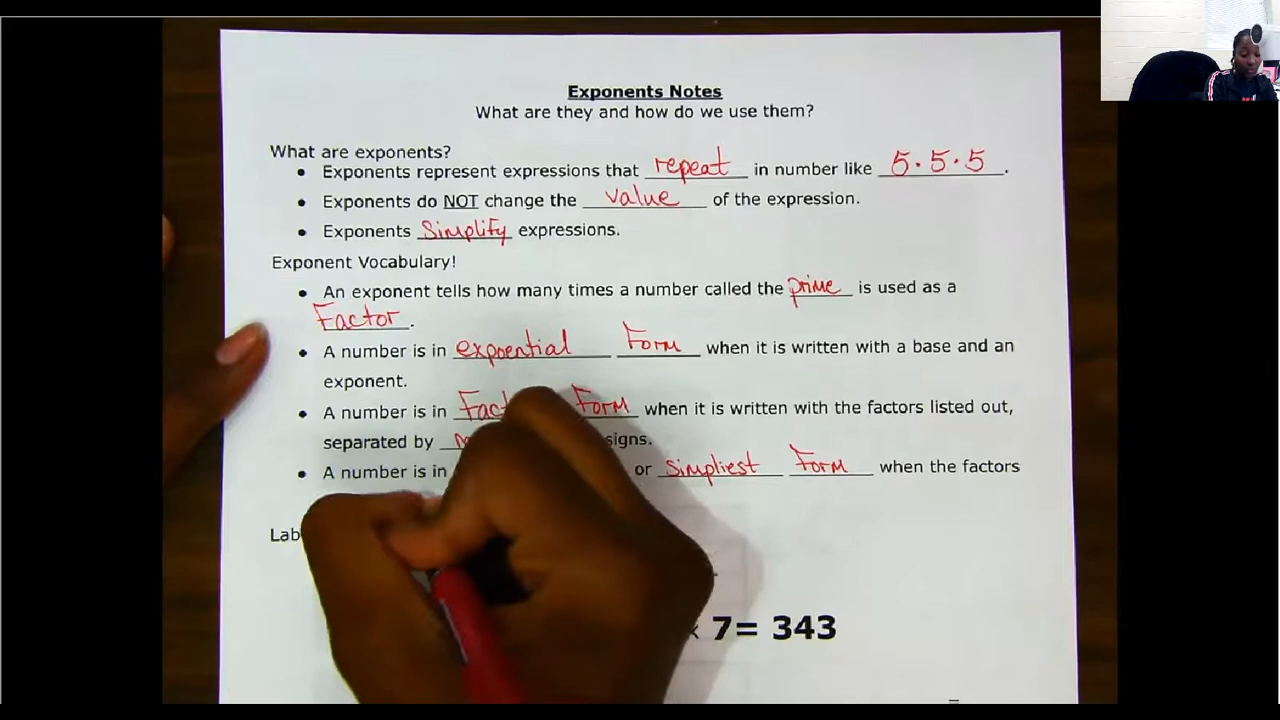 Exponents Notes
What are they and how do we use them?
What are exponents?
• Exponents represent expressions that repeat in number like 5·5·5.
• Exponents do NOT change the value of the expression.
• Exponents Simplify expressions.
Exponent Vocabulary!
• An exponent tells how many times a number called the prime is used as a
Factor.
• A number is in expoential Form when it is written with a base and an
exponent.
• A number is in Form when it is written with the factors listed out,
separated by signs.
• A number is in or simpliest Form when the factors
7= 343